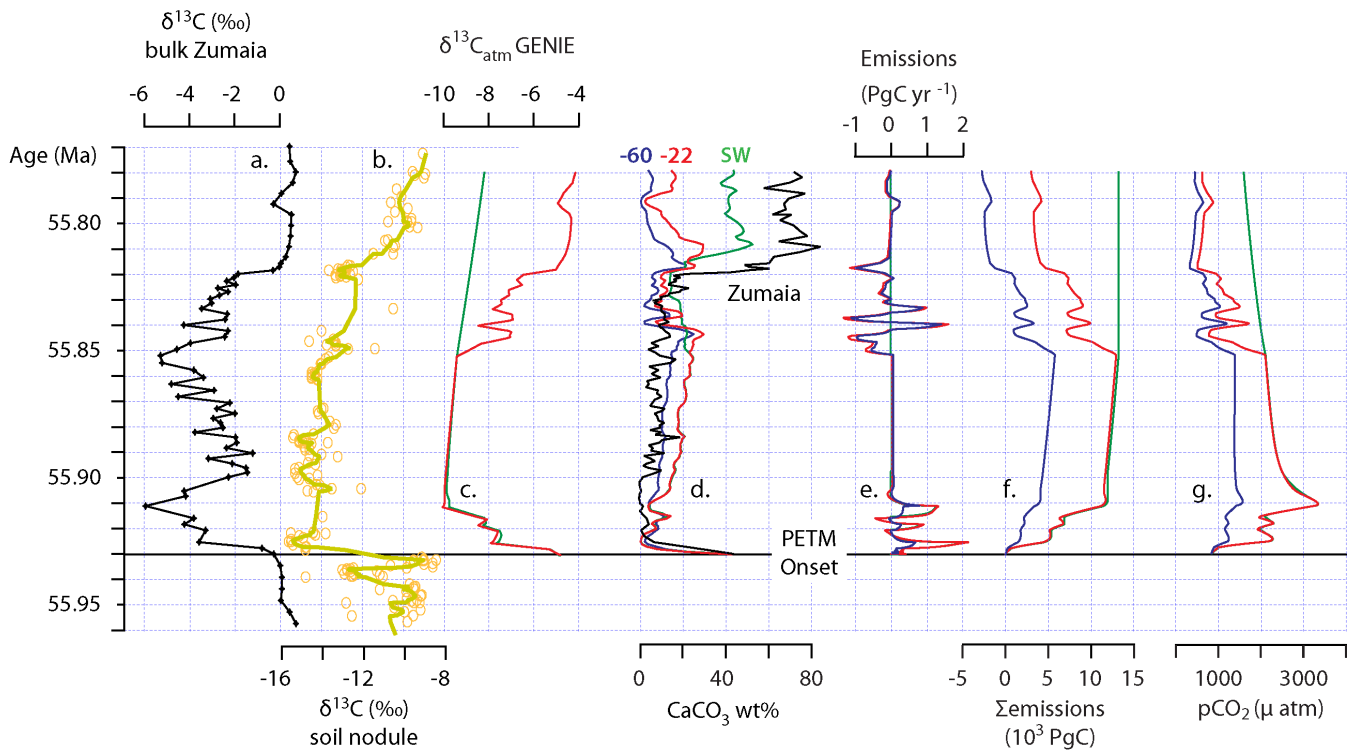 δ13C (‰)
bulk Zumaia
-6 -4 -2 0
δ13Catm GENIE
-10 -8 -6 -4
Emissions
(PgC yr -1)
-1 0 1 2
Age (Ma)
a. b.
-60 -22 SW
55.80
Zumaia
55.85
55.90
c. d. e. f. g.
PETM
Onset
55.95
-16 -12 -8
δ13C (‰)
soil nodule
0 20 40 60 80
CaCO3 wt%
-5 0 5 10 15
Σemissions
(103 PgC)
1000 3000
pCO2 (μ atm)